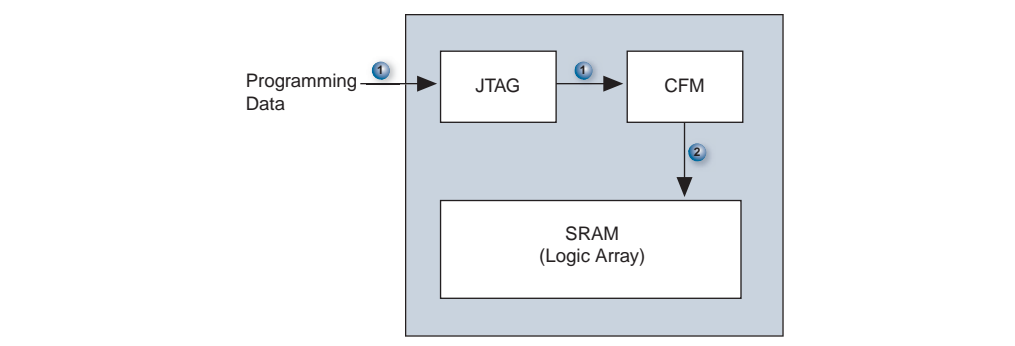 Programming
Data
1
JTAG
1
CFM
2
SRAM
(Logic Array)